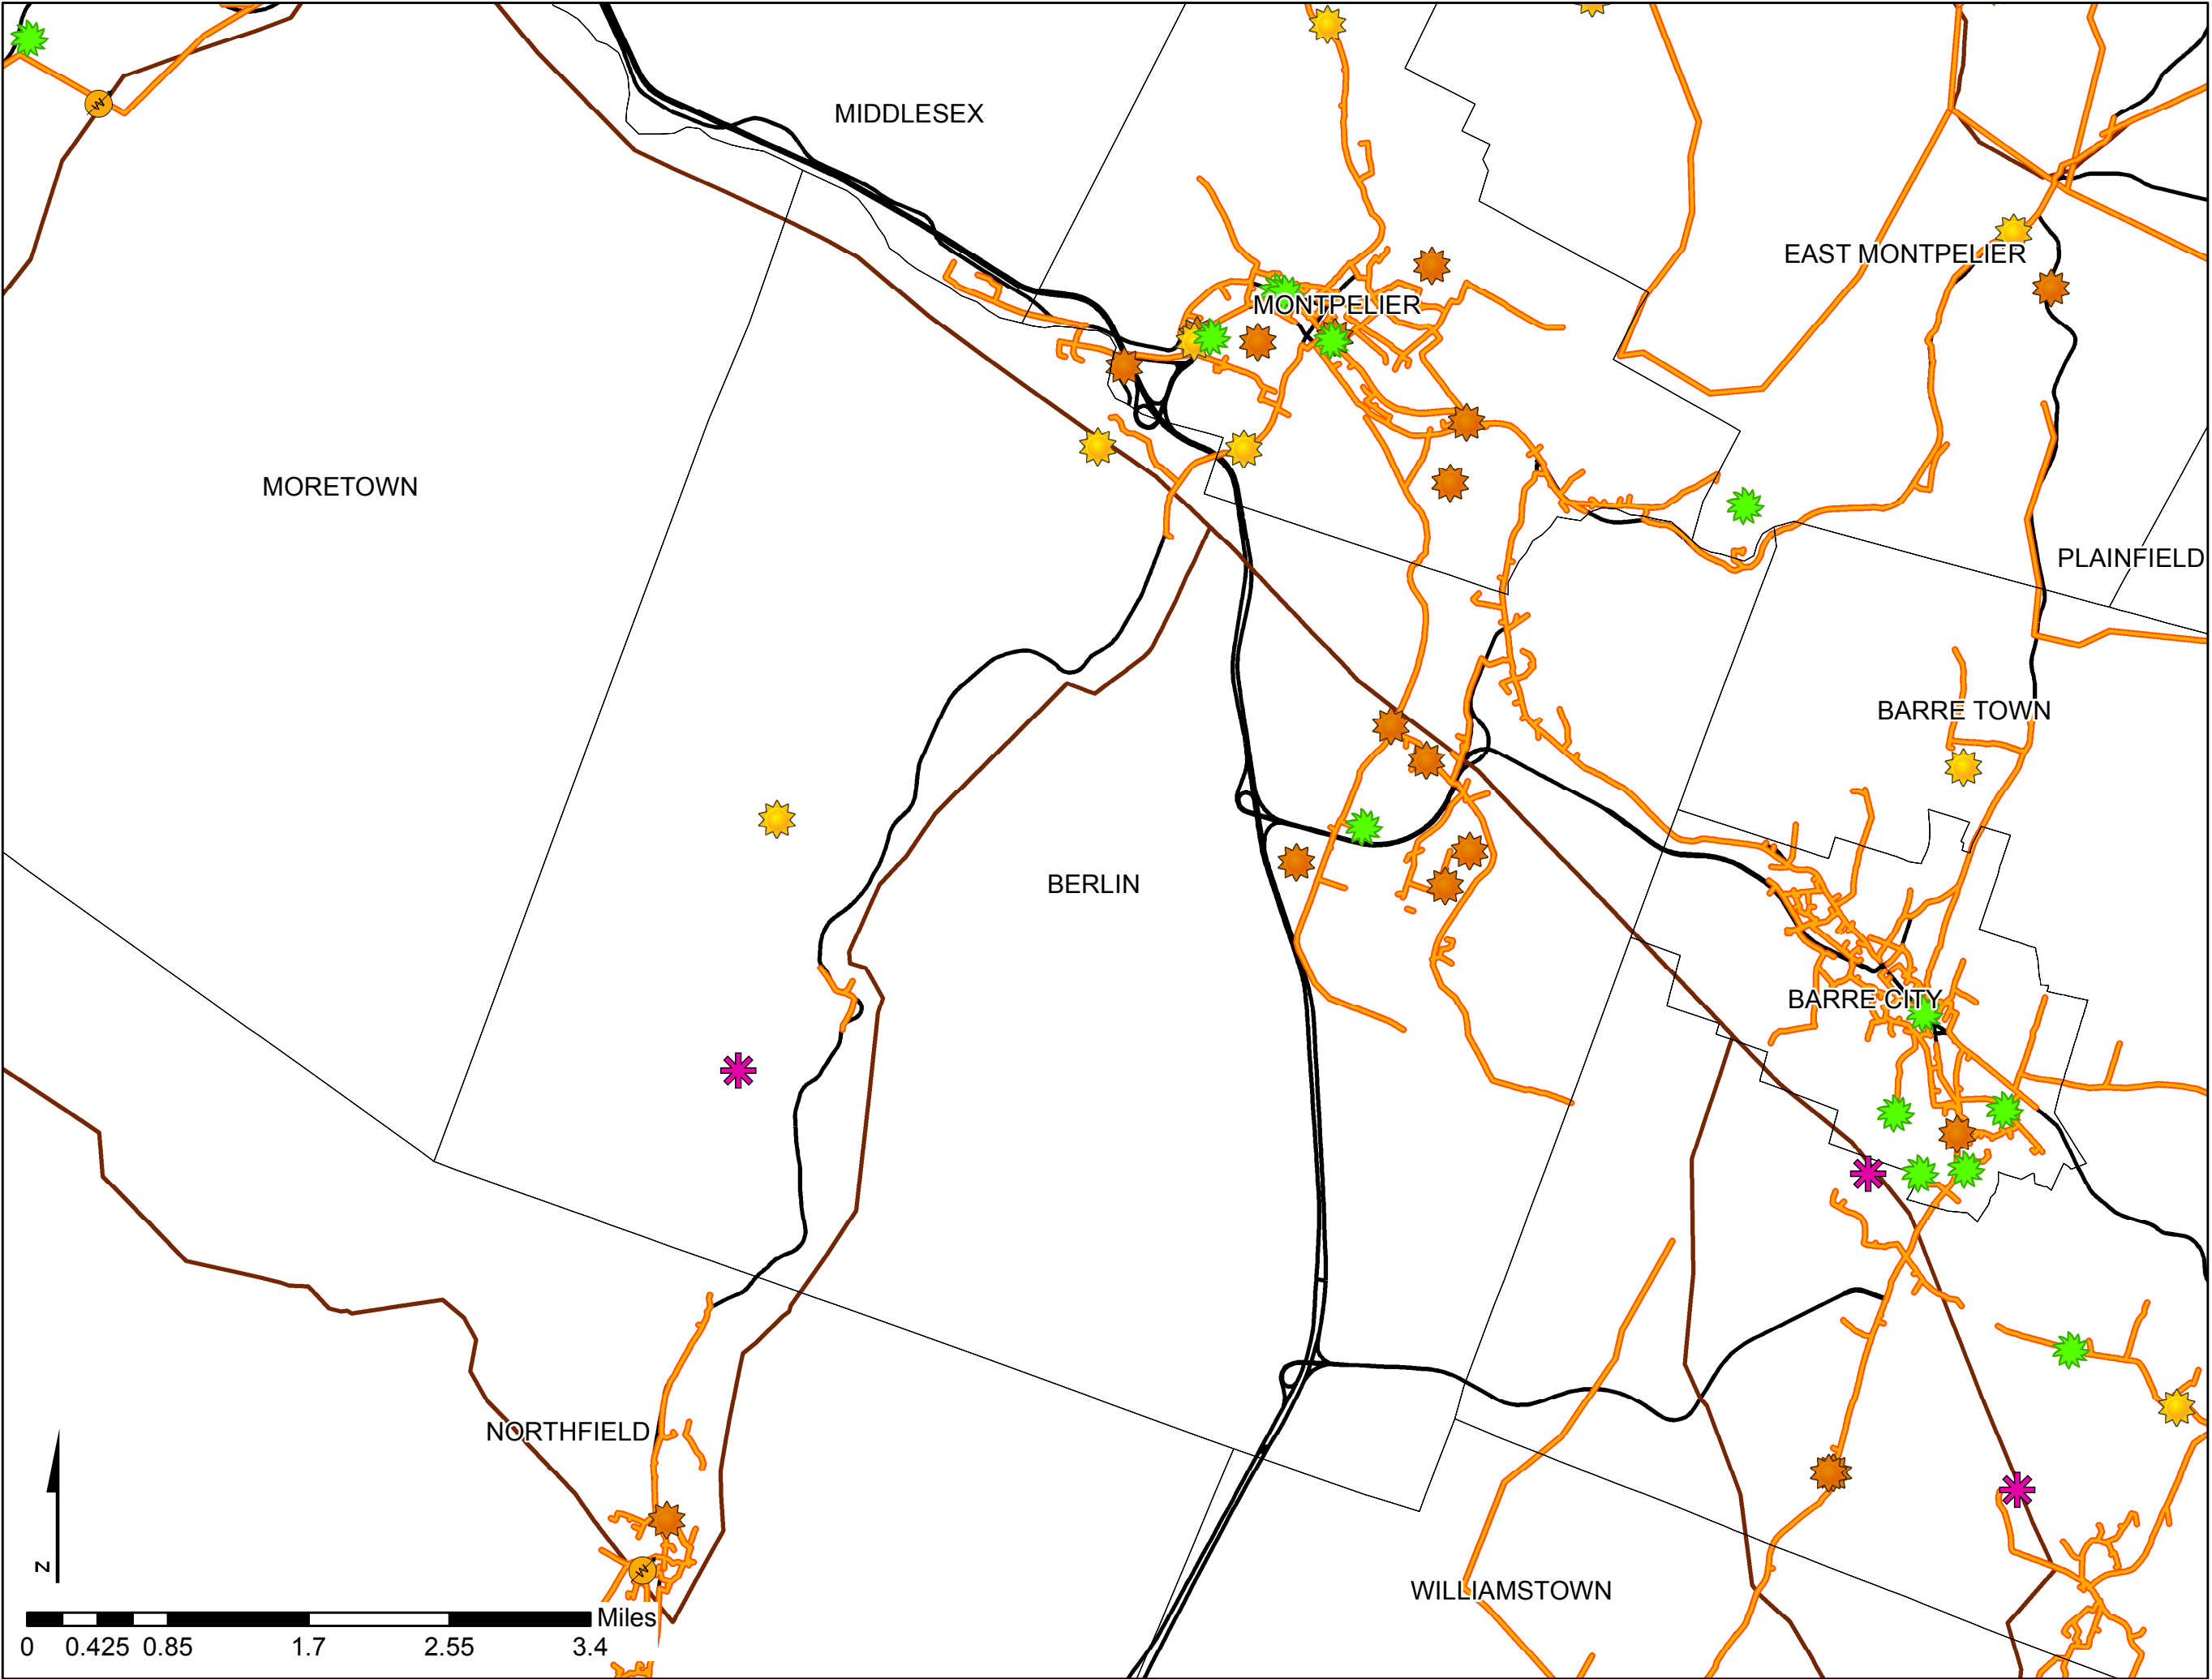 MIDDLESEX
EAST MONTPELIER
MONTPELIER
MORETOWN
PLAINFIELD
BARRE TOWN
BERLIN
BARRE CITY
NORTHFIELD
WILLIAMSTOWN
W
W
N
Miles
0 0.425 0.85 1.7 2.55 3.4